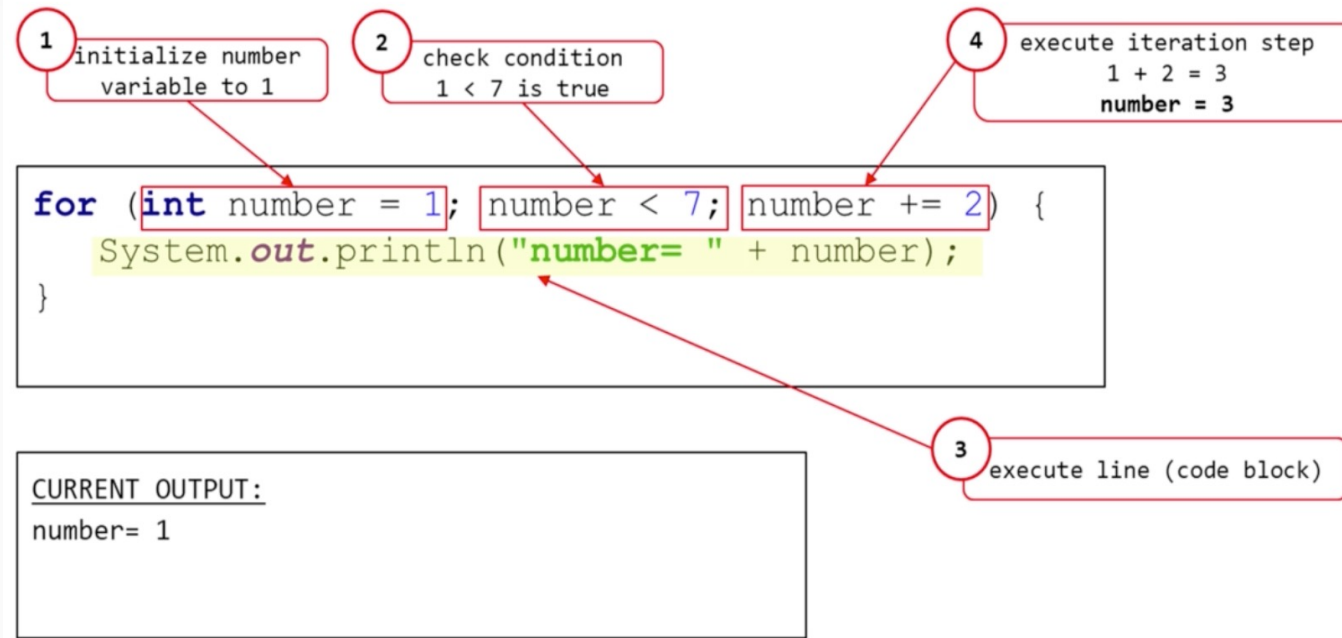 1
initialize number
variable to 1
2
check condition
1 < 7 is true
4
execute iteration step
1 + 2 = 3
number = 3
for (int number = 1; number < 7; number += 2) {
System.out.println("number= " + number);
}
3
execute line (code block)
CURRENT OUTPUT:
number= 1